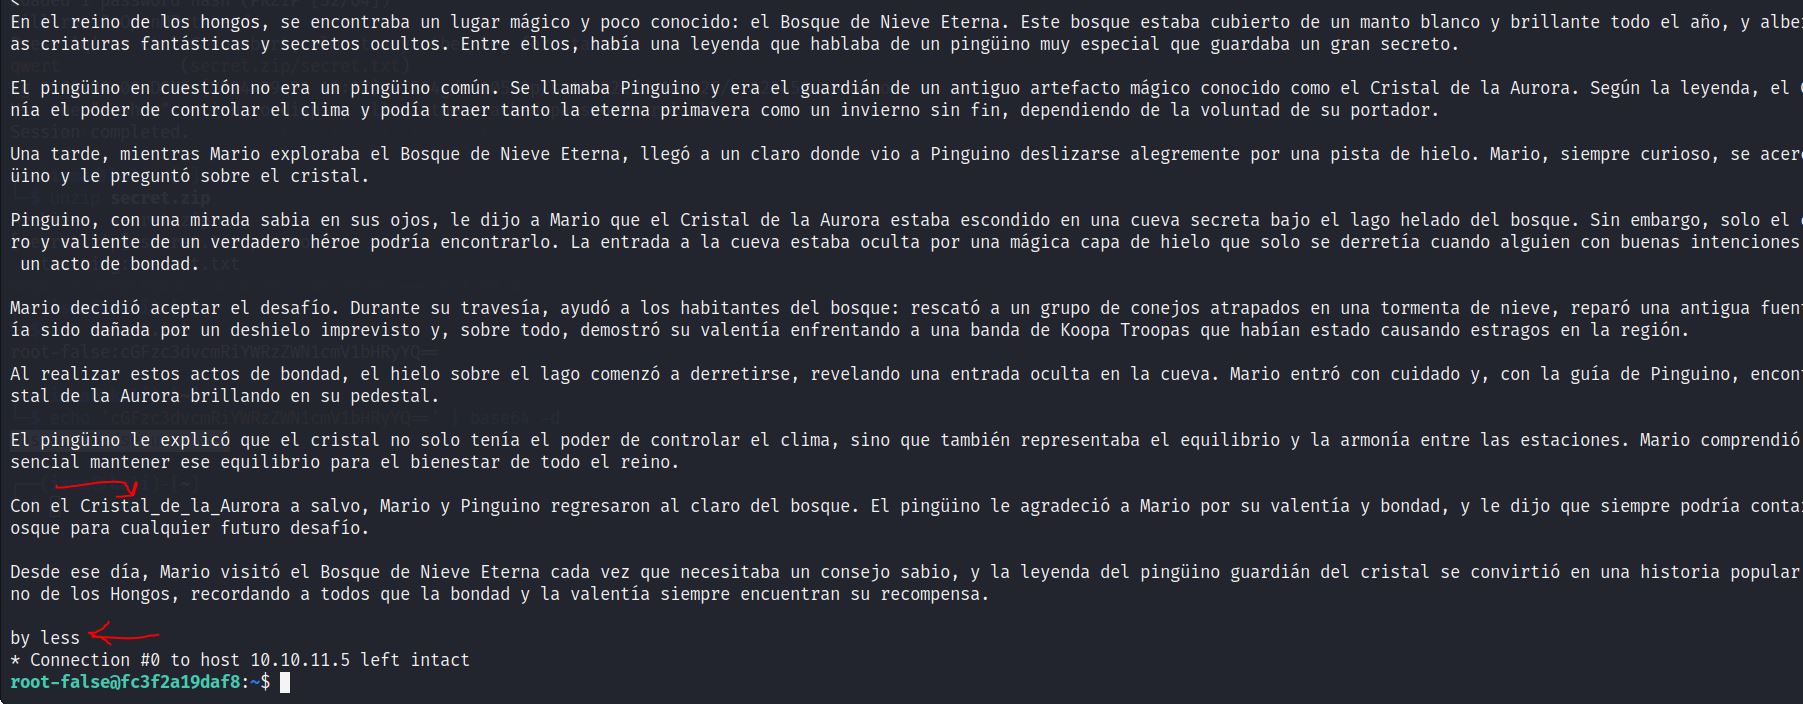 En el reino de los hongos, se encontraba un lugar mágico y poco conocido: el Bosque de Nieve Eterna. Este bosque estaba cubierto de un manto blanco y brillante todo el año, y albe
as criaturas fantásticas y secretos ocultos. Entre ellos, había una leyenda que hablaba de un pingüino muy especial que guardaba un gran secreto.
qwert (secret.zip/secret.txt)
El pingüino en cuestión no era un pingüino común. Se llamaba Pinguino y era el guardián de un antiguo artefacto mágico conocido como el Cristal de la Aurora. Según la leyenda, el
nía el poder de controlar el clima y podía traer tanto la eterna primavera como un invierno sin fin, dependiendo de la voluntad de su portador.
Session completed.
Una tarde, mientras Mario exploraba el Bosque de Nieve Eterna, llegó a un claro donde vio a Pinguino deslizarse alegremente por una pista de hielo. Mario, siempre curioso, se acer
üino y le preguntó sobre el cristal.
$ unzip secret.zip
Pinguino, con una mirada sabia en sus ojos, le dijo a Mario que el Cristal de la Aurora estaba escondido en una cueva secreta bajo el lago helado del bosque. Sin embargo, solo el
ro y valiente de un verdadero héroe podría encontrarlo. La entrada a la cueva estaba oculta por una mágica capa de hielo que solo se derretía cuando alguien con buenas intenciones
un acto de bondad.
Mario decidió aceptar el desafío. Durante su travesía, ayudó a los habitantes del bosque: rescató a un grupo de conejos atrapados en una tormenta de nieve, reparó una antigua fuen
ía sido dañada por un deshielo imprevisto y, sobre todo, demostró su valentía enfrentando a una banda de Koopa Troopas que habían estado causando estragos en la región.
root-false:cGFzc3dvcmRiYWRzZWN1cmV1bHRyYQ==
Al realizar estos actos de bondad, el hielo sobre el lago comenzó a derretirse, revelando una entrada oculta en la cueva. Mario entró con cuidado y, con la guía de Pinguino, encon
stal de la Aurora brillando en su pedestal.
$ echo 'cGFzc3dvcmRiYWRzZWN1cmV1bHRyYQ==' | base64 -d
El pingüino le explicó que el cristal no solo tenía el poder de controlar el clima, sino que también representaba el equilibrio y la armonía entre las estaciones. Mario comprendió
sencial mantener ese equilibrio para el bienestar de todo el reino.
Con el Cristal_de_la_Aurora a salvo, Mario y Pinguino regresaron al claro del bosque. El pingüino le agradeció a Mario por su valentía y bondad, y le dijo que siempre podría conta
osque para cualquier futuro desafío.
Desde ese día, Mario visitó el Bosque de Nieve Eterna cada vez que necesitaba un consejo sabio, y la leyenda del pingüino guardián del cristal se convirtió en una historia popular
no de los Hongos, recordando a todos que la bondad y la valentía siempre encuentran su recompensa.
by less
* Connection #0 to host 10.10.11.5 left intact
root-false@fc3f2a19daf8:~$